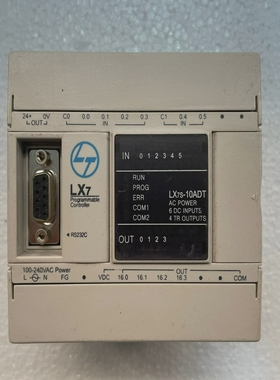 24+ 0V C0 0.0 0.1 0.2 0.3 C1 0.4 0.5
OUT IN
LT
LX7
Programmable
Controller
RS232C
IN 0 1 2 3 4 5
RUN
PROG
ERR
COM1
COM2
LX7S-10ADT
AC POWER
6 DC INPUTS
4 TR OUTPUTS
OUT 0 1 2 3
100-240VAC Power OUT
L N FG VDC 16.0 16.1 16.2 16.3 COM